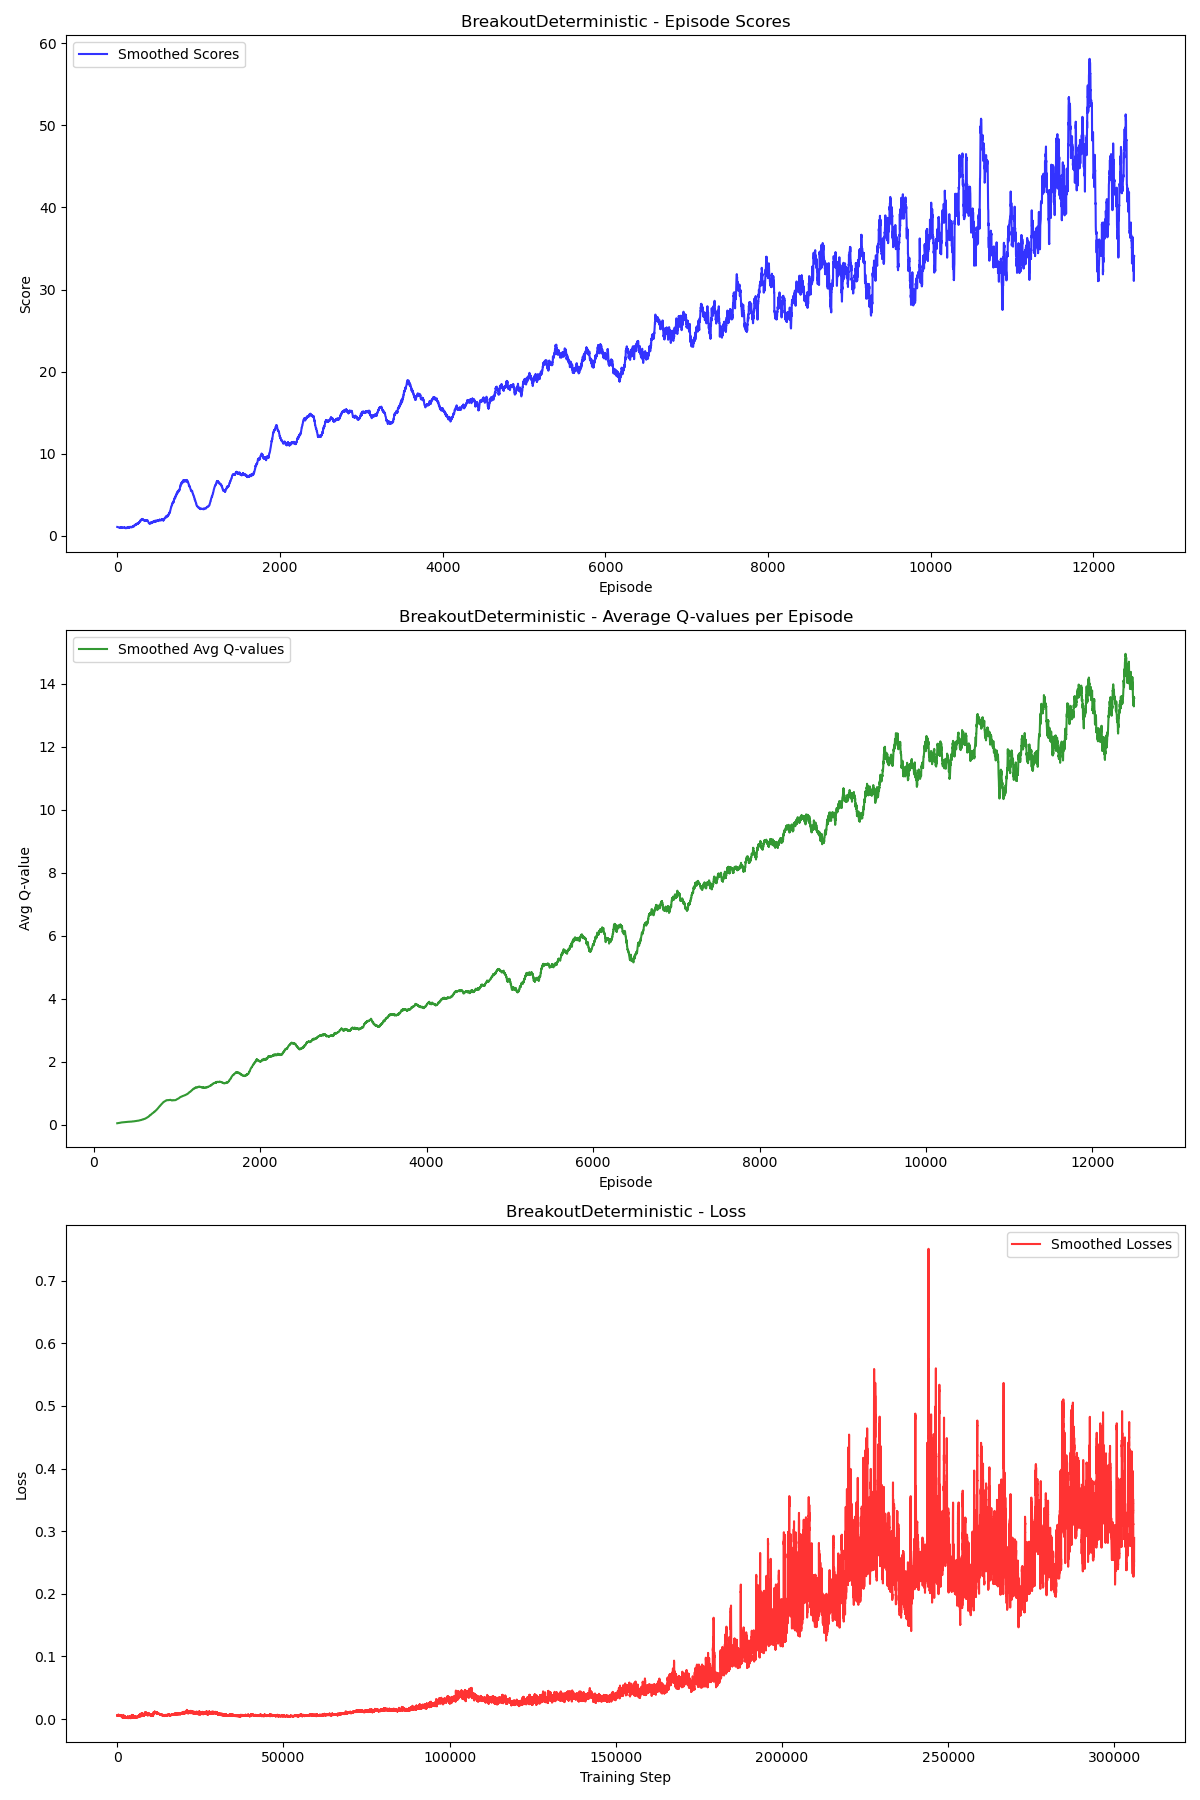 BreakoutDeterministic - Episode Scores
Smoothed Scores
60
50
40
30
20
10
0
Score
0 2000 4000 6000 8000 10000 12000
Episode
BreakoutDeterministic - Average Q-values per Episode
Smoothed Avg Q-values
14
12
10
8
6
4
2
0
Avg Q-value
0 2000 4000 6000 8000 10000 12000
Episode
BreakoutDeterministic - Loss
Smoothed Losses
0.7
0.6
0.5
0.4
0.3
0.2
0.1
0.0
Loss
0 50000 100000 150000 200000 250000 300000
Training Step